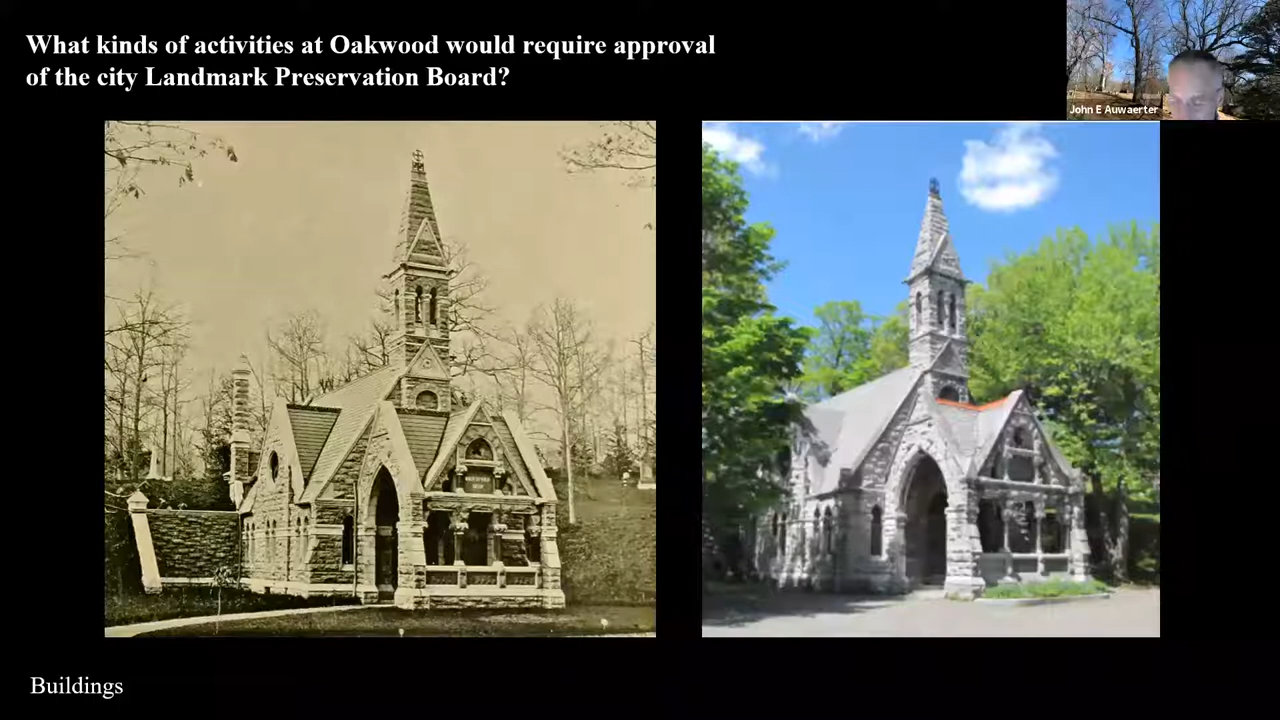 What kinds of activities at Oakwood would require approval
of the city Landmark Preservation Board?
John E Auwaerter
Buildings